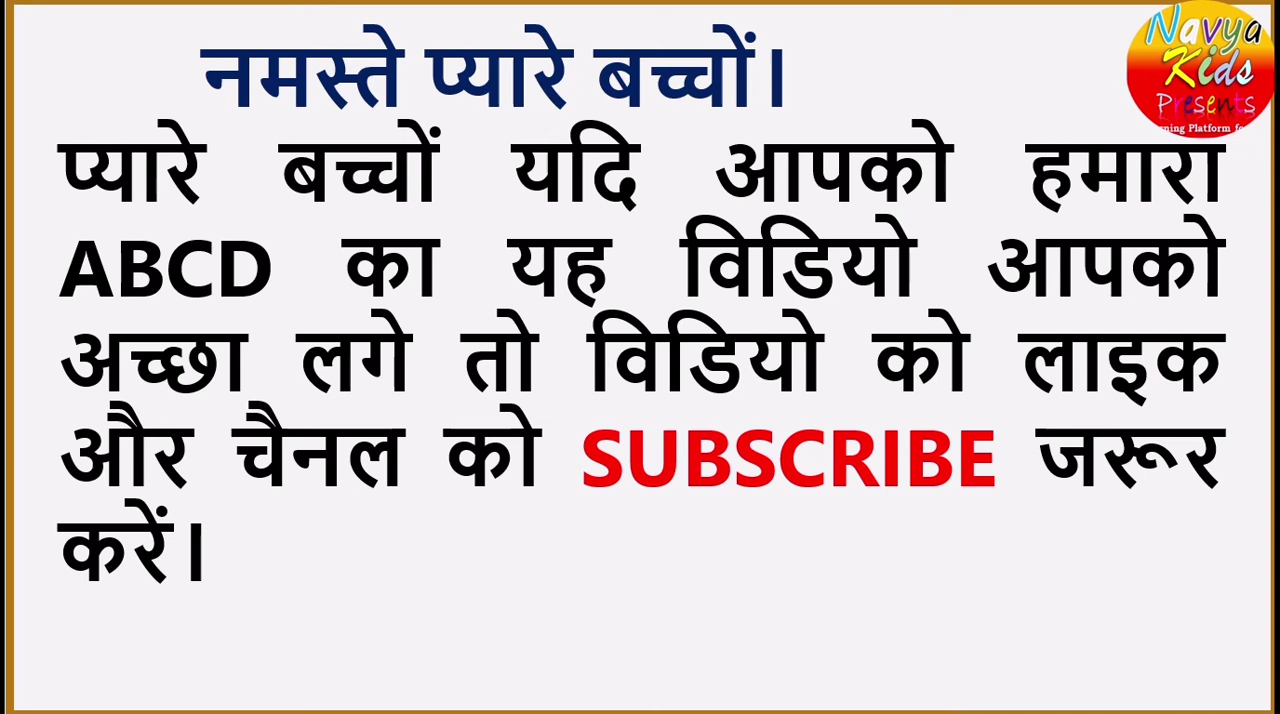 नमस्ते प्यारे बच्चों।
Navya
Kids
Presents
Platform
प्यारे बच्चों यदि आपको हमारा
ABCD का यह विडियो आपको
अच्छा लगे तो विडियो को लाइक
और चैनल को SUBSCRIBE जरूर
करें।